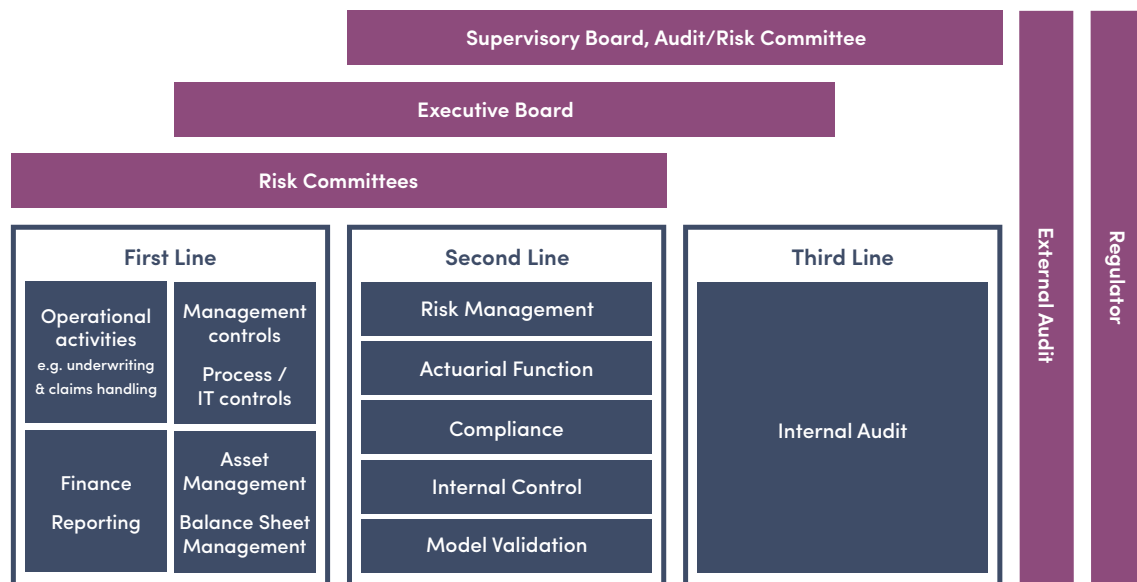 Supervisory Board, Audit/Risk Committee
Executive Board
Risk Committees
First Line
Operational
activities
e.g. underwriting
& claims handling
Management
controls
Process /
IT controls
Finance
Reporting
Asset
Management
Balance Sheet
Management
Second Line
Risk Management
Actuarial Function
Compliance
Internal Control
Model Validation
Third Line
Internal Audit
External Audit
Regulator